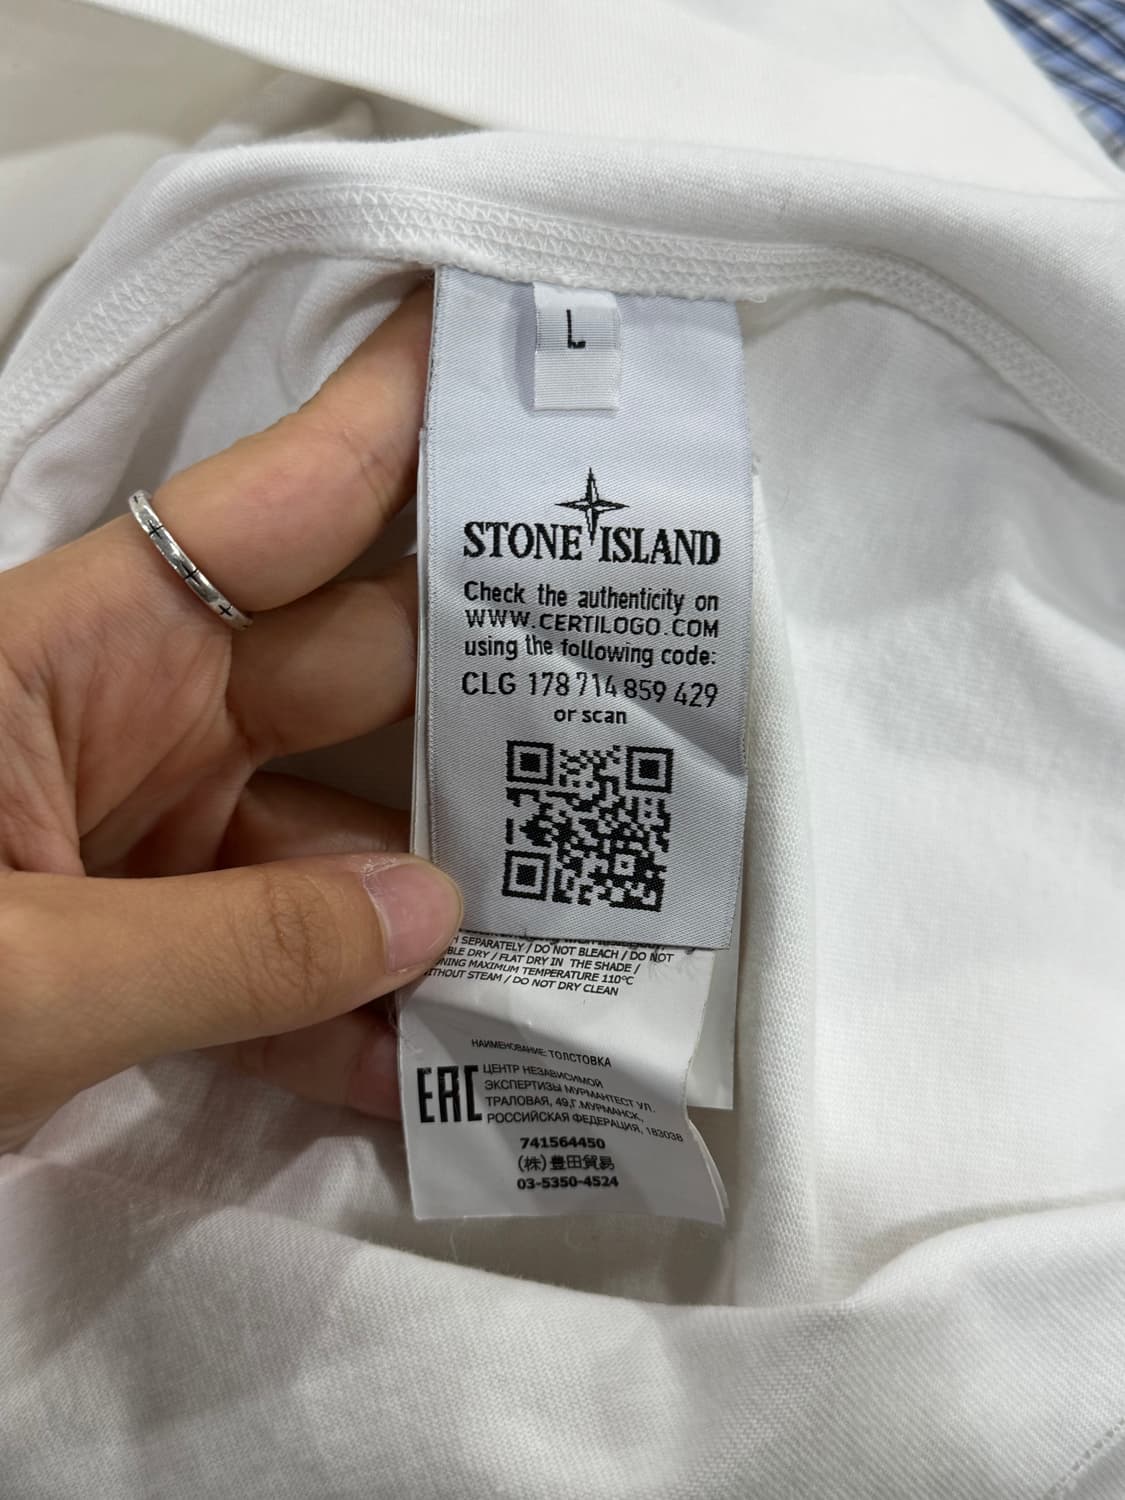 L
STONE ISLAND
Check the authenticity on
WWW.CERTILOGO.COM
using the following code:
CLG 178 714 859 429
or scan
SEPARATELY / DO NOT BLEACH / DO NOT
BLE DRY / FLAT DRY IN THE SHADE /
NING MAXIMUM TEMPERATURE 110°C
ITHOUT STEAM / DO NOT DRY CLEAN
НАИМЕНОВАНИЕ: ТОЛСТОВКА
EAC
ЦЕНТР НЕЗАВИСИМОЙ
ЭКСПЕРТИЗЫ МУРМАНТЕСТ УЛ.
ТРАЛОВАЯ, 49,Г.МУРМАНСК,
РОССИЙСКАЯ ФЕДЕРАЦИЯ, 183038
741564450
(株)豊田貿易
03-5350-4524